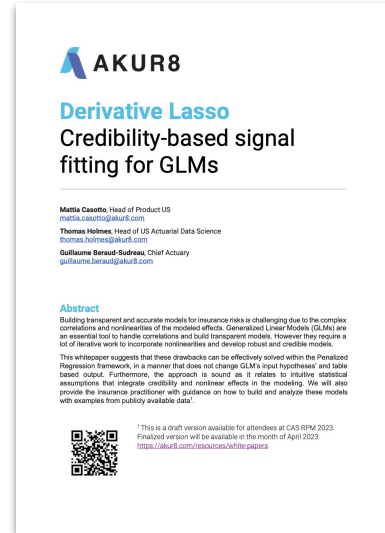 AKUR8
Derivative Lasso
Credibility-based signal
fitting for GLMs
Mattia Casotto, Head of Product US
mattia.casotto@akur8.com
Thomas Holmes, Head of US Actuarial Data Science
thomas.holmes@akur8.com
Guillaume Beraud-Sudreau, Chief Actuary
guillaume.beraud@akur8.com
Abstract
Building transparent and accurate models for insurance risks is challenging due to the complex
correlations and nonlinearities of the modeled effects. Generalized Linear Models (GLMs) are
an essential tool to handle correlations and build transparent models. However they require a
lot of iterative work to incorporate nonlinearities and develop robust and credible models.
This whitepaper suggests that these drawbacks can be effectively solved within the Penalized
Regression framework, in a manner that does not change GLM's input hypotheses' and table
based output. Furthermore, the approach is sound as it relates to intuitive statistical
assumptions that integrate credibility and nonlinear effects in the modeling. We will also
provide the insurance practitioner with guidance on how to build and analyze these models
with examples from publicly available data¹.
¹ This is a draft version available for attendees at CAS RPM 2023.
Finalized version will be available in the month of April 2023:
https://akur8.com/resources/white-papers.